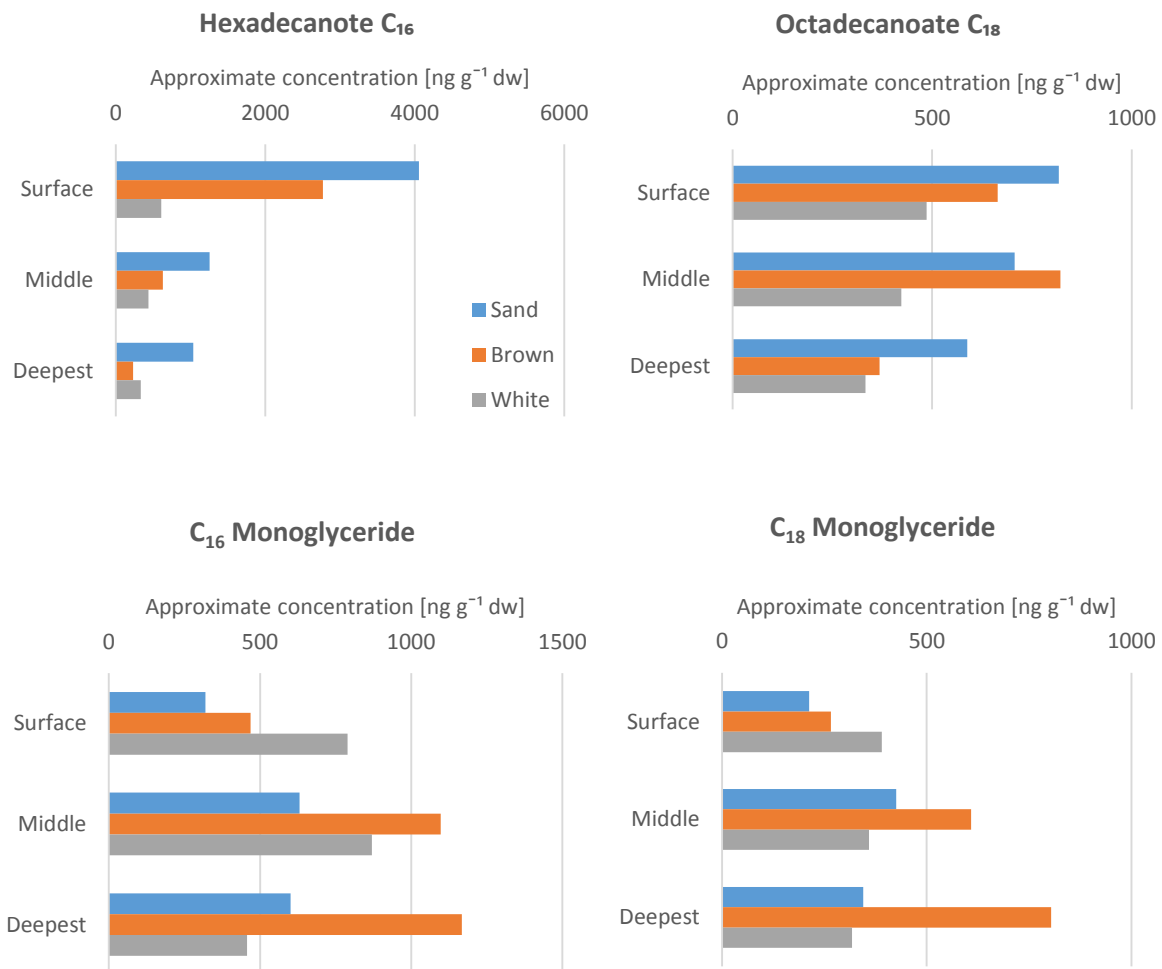 Hexadecanote C₁₆
Approximate concentration [ng g⁻¹ dw]
0 2000 4000 6000
Surface
Middle
Deepest
Sand
Brown
White
Octadecanoate C₁₈
Approximate concentration [ng g⁻¹ dw]
0 500 1000
Surface
Middle
Deepest
C₁₆ Monoglyceride
Approximate concentration [ng g⁻¹ dw]
0 500 1000 1500
Surface
Middle
Deepest
C₁₈ Monoglyceride
Approximate concentration [ng g⁻¹ dw]
0 500 1000
Surface
Middle
Deepest